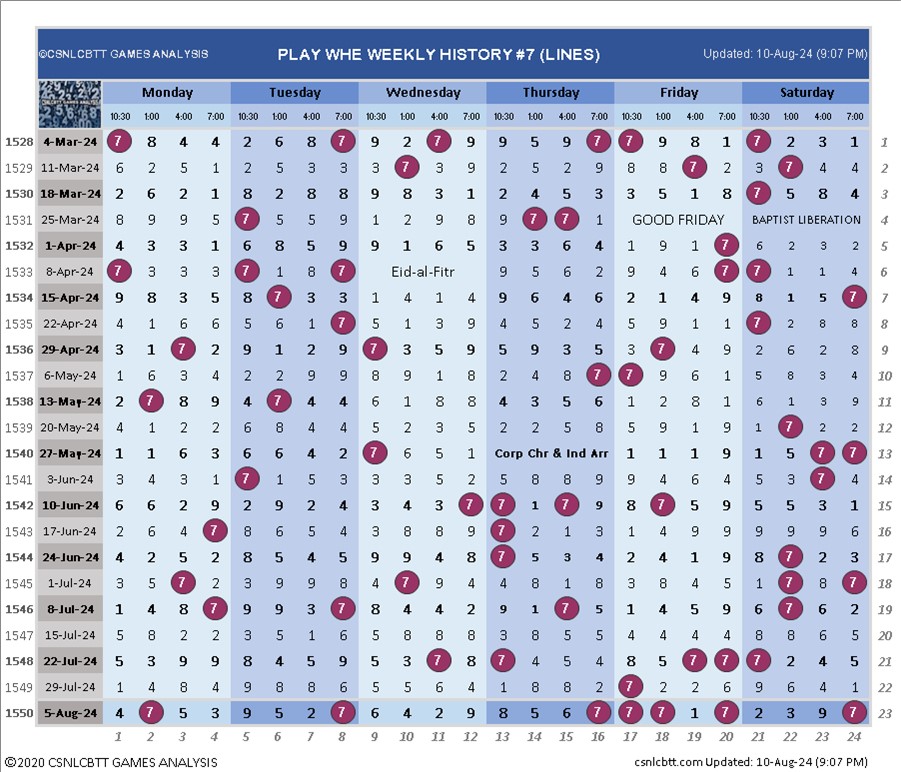 ©CSNLCBTT GAMES ANALYSIS PLAY WHE WEEKLY HISTORY #7 (LINES) Updated: 10-Aug-24 (9:07 PM)
Monday Tuesday Wednesday Thursday Friday Saturday
10:30 1:00 4:00 7:00 10:30 1:00 4:00 7:00 10:30 1:00 4:00 7:00 10:30 1:00 4:00 7:00 10:30 1:00 4:00 7:00 10:30 1:00 4:00 7:00
1528 4-Mar-24 7 8 4 4 2 6 8 7 9 2 7 9 9 5 9 7 7 9 8 1 7 2 3 1 1
1529 11-Mar-24 6 2 5 1 2 5 3 3 3 7 3 9 2 5 2 9 8 8 7 2 3 7 4 4 2
1530 18-Mar-24 2 6 2 1 8 2 8 8 9 8 3 1 2 4 5 3 3 5 1 8 7 5 8 4 3
1531 25-Mar-24 8 9 9 5 7 5 5 9 1 2 9 8 9 7 7 1 GOOD FRIDAY BAPTIST LIBERATION 4
1532 1-Apr-24 4 3 3 1 6 8 5 9 9 1 6 5 3 3 6 4 1 9 1 7 6 2 3 2 5
1533 8-Apr-24 7 3 3 3 7 1 8 7 Eid-al-Fitr 9 5 6 2 9 4 6 7 7 1 1 4 6
1534 15-Apr-24 9 8 3 5 8 7 3 3 1 4 1 4 9 6 4 6 2 1 4 9 8 1 5 7 7
1535 22-Apr-24 4 1 6 6 5 6 1 7 5 1 3 9 4 5 2 4 5 9 1 1 7 2 8 8 8
1536 29-Apr-24 3 1 7 2 9 1 2 9 7 3 5 9 5 9 3 5 3 7 4 9 2 6 2 8 9
1537 6-May-24 1 6 3 4 2 2 9 9 8 9 1 8 2 4 8 7 7 9 6 1 5 8 3 4 10
1538 13-May-24 2 7 8 9 4 7 4 4 6 1 8 8 4 3 5 6 1 2 8 1 6 1 3 9 11
1539 20-May-24 4 1 2 2 6 8 4 4 5 2 3 5 2 2 5 8 5 9 5 9 1 7 2 2 12
1540 27-May-24 1 1 6 3 6 6 4 2 7 6 5 1 Corp Chr & Ind Arr 1 1 1 9 1 5 7 7 13
1541 3-Jun-24 8 4 3 1 7 1 5 3 3 3 5 2 5 8 8 9 9 6 4 4 5 3 7 4 14
1542 10-Jun-24 6 6 2 9 2 9 2 4 3 4 3 7 7 1 7 9 8 7 5 9 5 5 3 1 15
1543 17-Jun-24 2 6 4 7 8 6 5 4 3 8 8 9 7 2 1 3 1 4 4 9 9 9 9 6 16
1544 24-Jun-24 4 2 5 2 8 5 4 5 9 9 4 8 7 5 3 4 2 4 1 9 8 7 2 3 17
1545 1-Jul-24 3 5 7 2 3 9 9 8 4 7 9 4 4 8 1 8 3 8 4 5 1 7 8 7 18
1546 8-Jul-24 1 4 8 7 9 9 3 7 8 4 4 2 9 1 7 5 1 4 5 9 6 7 6 2 19
1547 15-Jul-24 5 8 2 2 3 5 1 6 5 8 8 8 3 8 5 5 4 4 4 4 8 8 6 5 20
1548 22-Jul-24 5 3 9 9 8 4 5 9 5 3 7 8 7 4 5 4 8 5 7 7 7 2 4 5 21
1549 29-Jul-24 1 4 8 4 9 8 8 6 5 5 6 4 1 8 8 2 7 2 2 6 9 6 4 1 22
1550 5-Aug-24 4 7 5 3 9 5 2 7 6 4 2 9 8 5 6 7 7 7 1 7 2 3 9 7 23
1 2 3 4 5 6 7 8 9 10 11 12 13 14 15 16 17 18 19 20 21 22 23 24
©2020 CSNLCBTT GAMES ANALYSIS csnlcbtt.com Updated: 10-Aug-24 (9:07 PM)